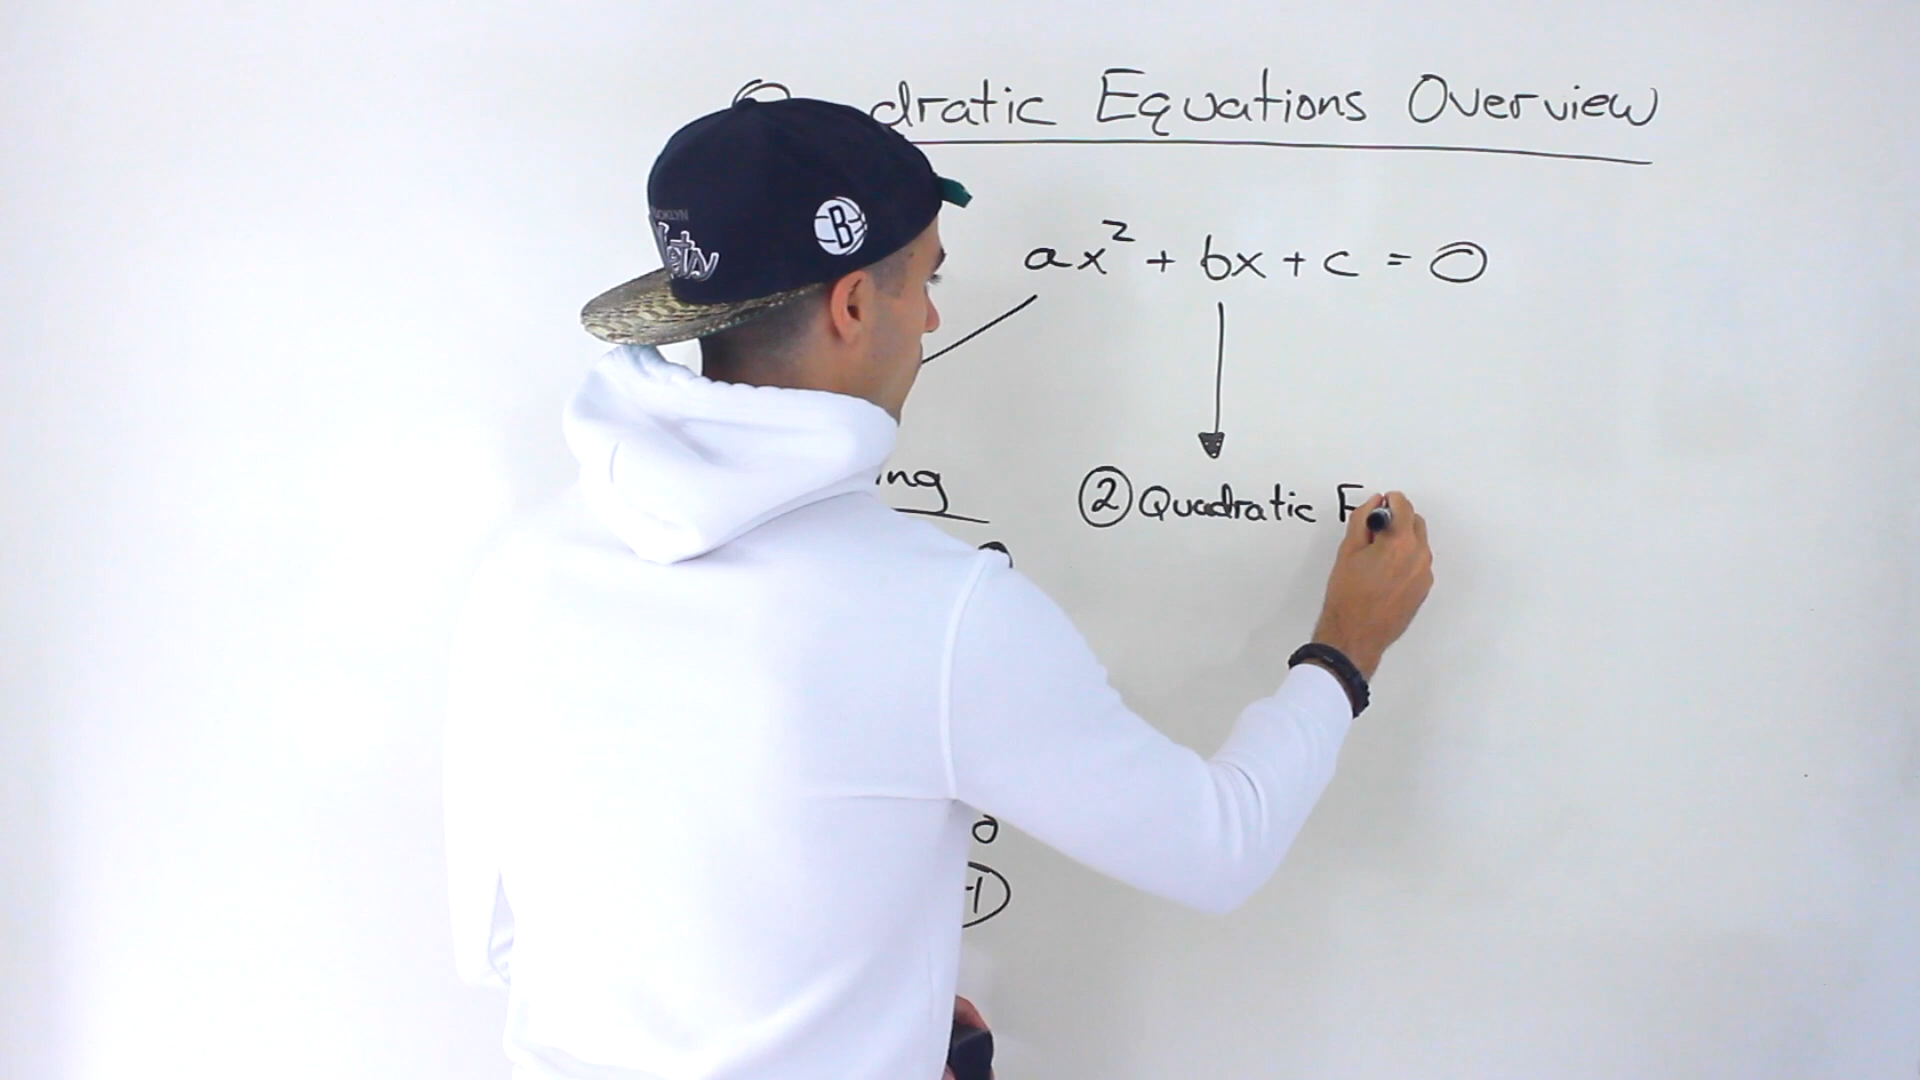 dratic Equations Overview
ax² + bx + c = 0
ing
② Quadratic F
B